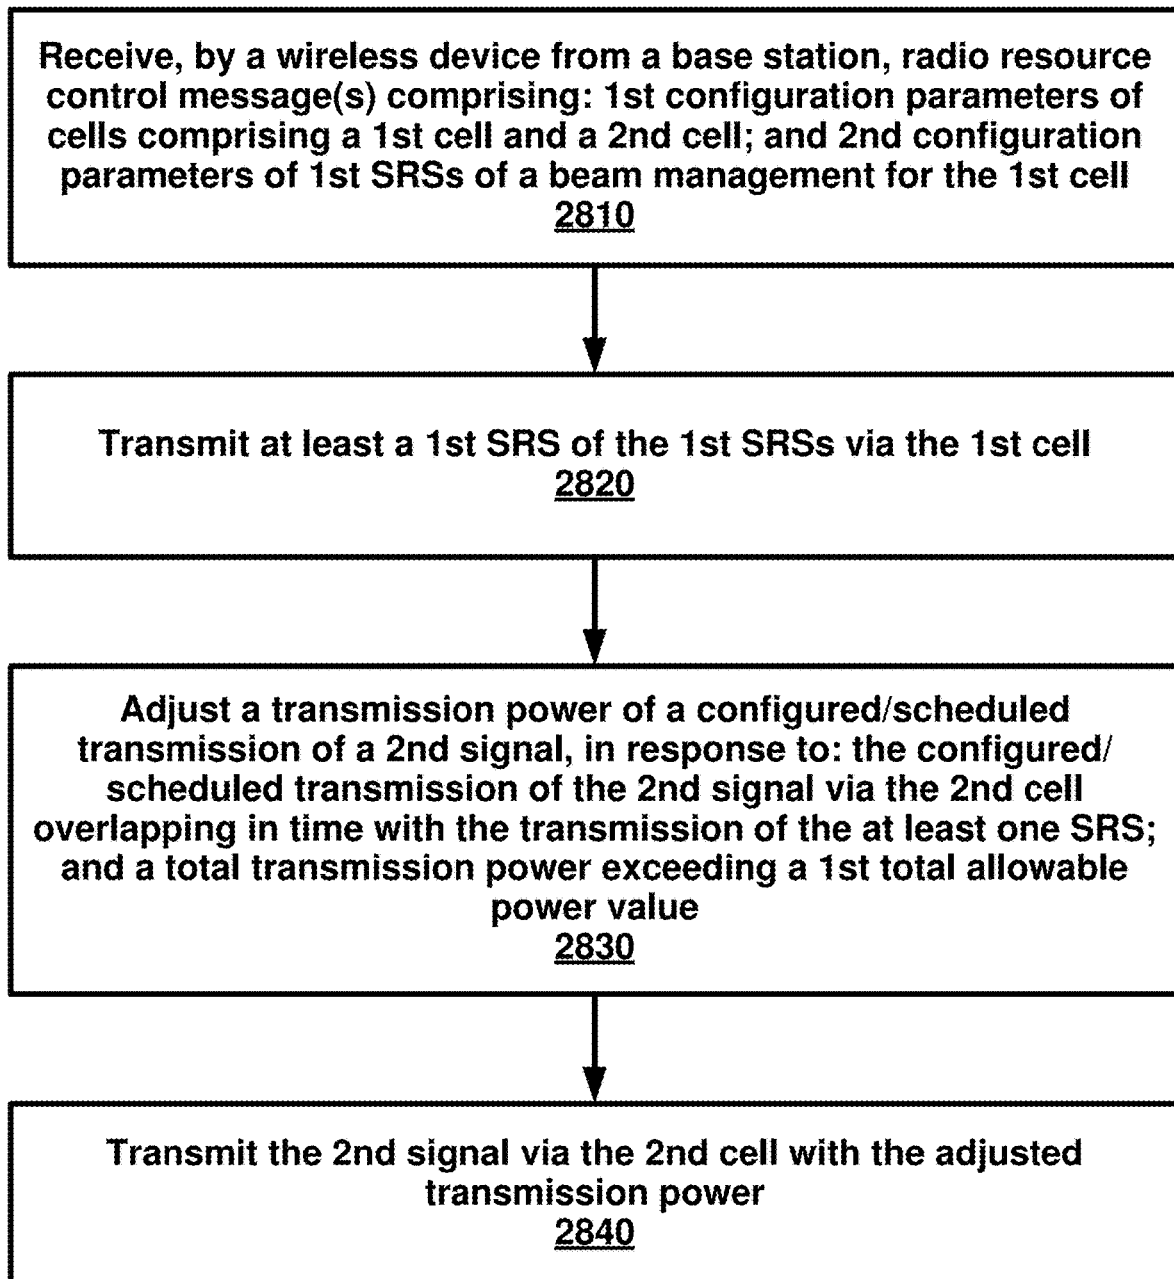 Receive, by a wireless device from a base station, radio resource
control message(s) comprising: 1st configuration parameters of
cells comprising a 1st cell and a 2nd cell; and 2nd configuration
parameters of 1st SRSs of a beam management for the 1st cell
2810
Transmit at least a 1st SRS of the 1st SRSs via the 1st cell
2820
Adjust a transmission power of a configured/scheduled
transmission of a 2nd signal, in response to: the configured/
scheduled transmission of the 2nd signal via the 2nd cell
overlapping in time with the transmission of the at least one SRS;
and a total transmission power exceeding a 1st total allowable
power value
2830
Transmit the 2nd signal via the 2nd cell with the adjusted
transmission power
2840